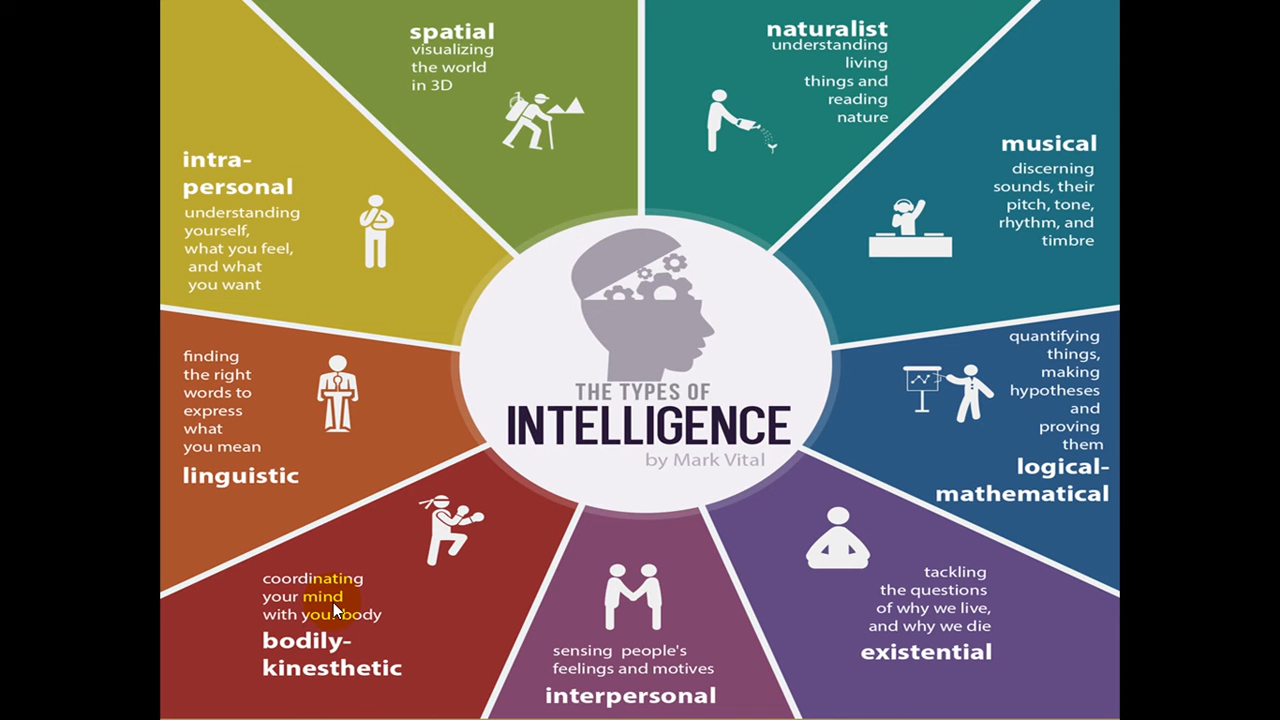 spatial
visualizing
the world
in 3D
naturalist
understanding
living
things and
reading
nature
musical
discerning
sounds, their
pitch, tone,
rhythm, and
timbre
intra-
personal
understanding
yourself,
what you feel,
and what
you want
finding
the right
words to
express
what
you mean
linguistic
THE TYPES OF
INTELLIGENCE
by Mark Vital
quantifying
things,
making
hypotheses
and
proving
them
logical-
mathematical
coordinating
your mind
with your body
bodily-
kinesthetic
sensing people's
feelings and motives
interpersonal
tackling
the questions
of why we live,
and why we die
existential